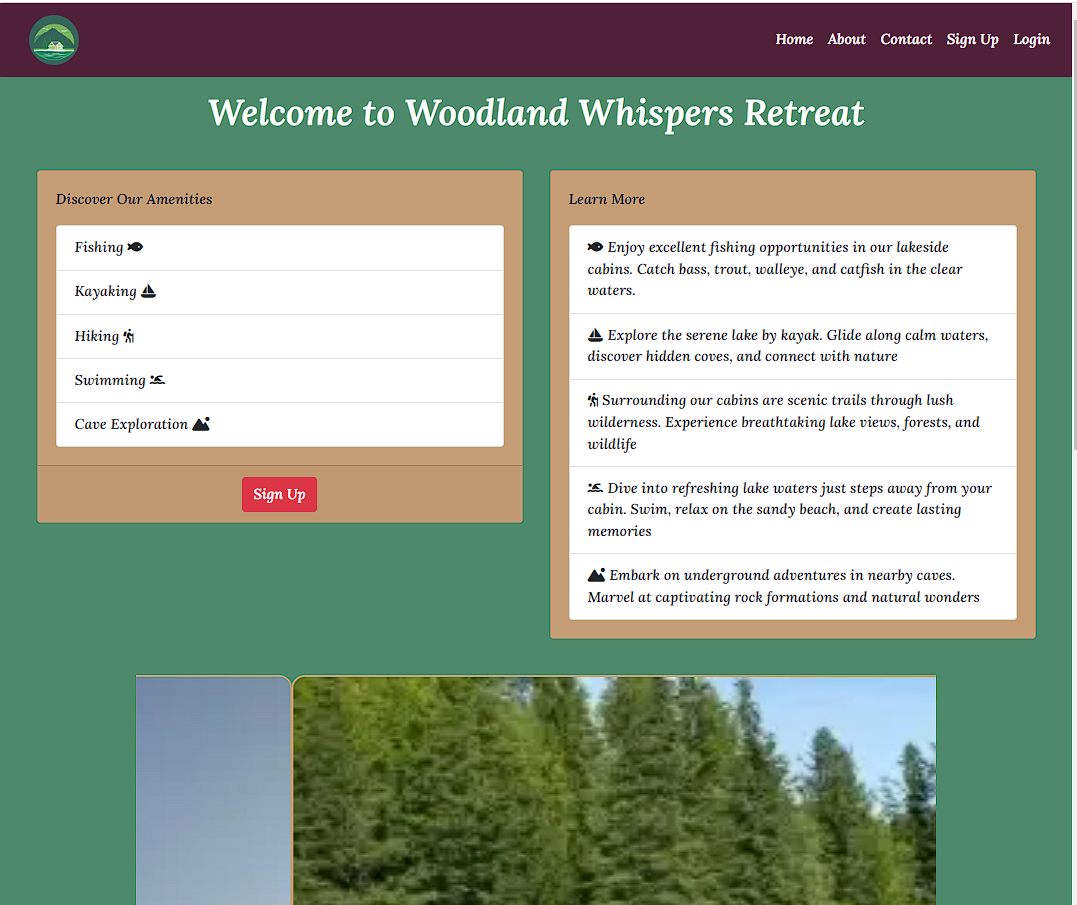 Home About Contact Sign Up Login
Welcome to Woodland Whispers Retreat
Discover Our Amenities
Fishing
Kayaking
Hiking
Swimming
Cave Exploration
Sign Up
Learn More
Enjoy excellent fishing opportunities in our lakeside
cabins. Catch bass, trout, walleye, and catfish in the clear
waters.
Explore the serene lake by kayak. Glide along calm waters,
discover hidden coves, and connect with nature
Surrounding our cabins are scenic trails through lush
wilderness. Experience breathtaking lake views, forests, and
wildlife
Dive into refreshing lake waters just steps away from your
cabin. Swim, relax on the sandy beach, and create lasting
memories
Embark on underground adventures in nearby caves.
Marvel at captivating rock formations and natural wonders